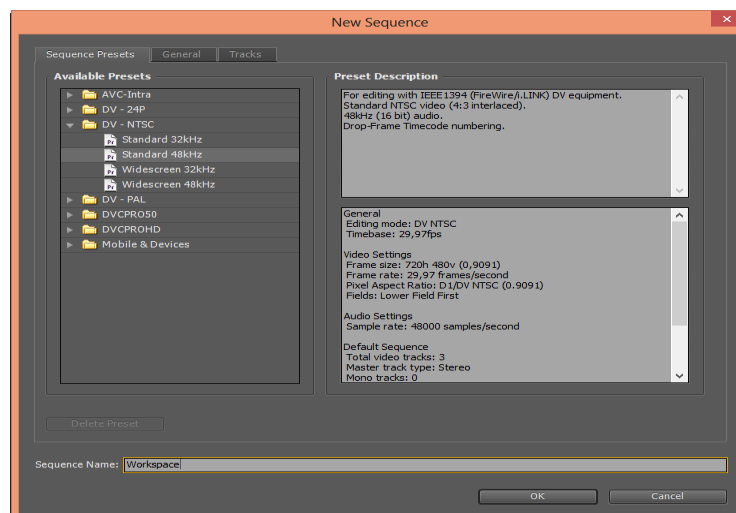 New Sequence
Sequence Presets General Tracks
Available Presets
AVC-Intra
DV - 24P
DV - NTSC
Standard 32kHz
Standard 48kHz
Widescreen 32kHz
Widescreen 48kHz
DV - PAL
DVCPRO50
DVCPROHD
Mobile & Devices
Preset Description
For editing with IEEE1394 (FireWire/i.LINK) DV equipment.
Standard NTSC video (4:3 interlaced).
48kHz (16 bit) audio.
Drop-Frame Timecode numbering.
General
Editing mode: DV NTSC
Timebase: 29,97fps
Video Settings
Frame size: 720h 480v (0,9091)
Frame rate: 29,97 frames/second
Pixel Aspect Ratio: D1/DV NTSC (0.9091)
Fields: Lower Field First
Audio Settings
Sample rate: 48000 samples/second
Default Sequence
Total video tracks: 3
Master track type: Stereo
Mono tracks: 0
Delete Preset
Sequence Name: Workspace
OK Cancel